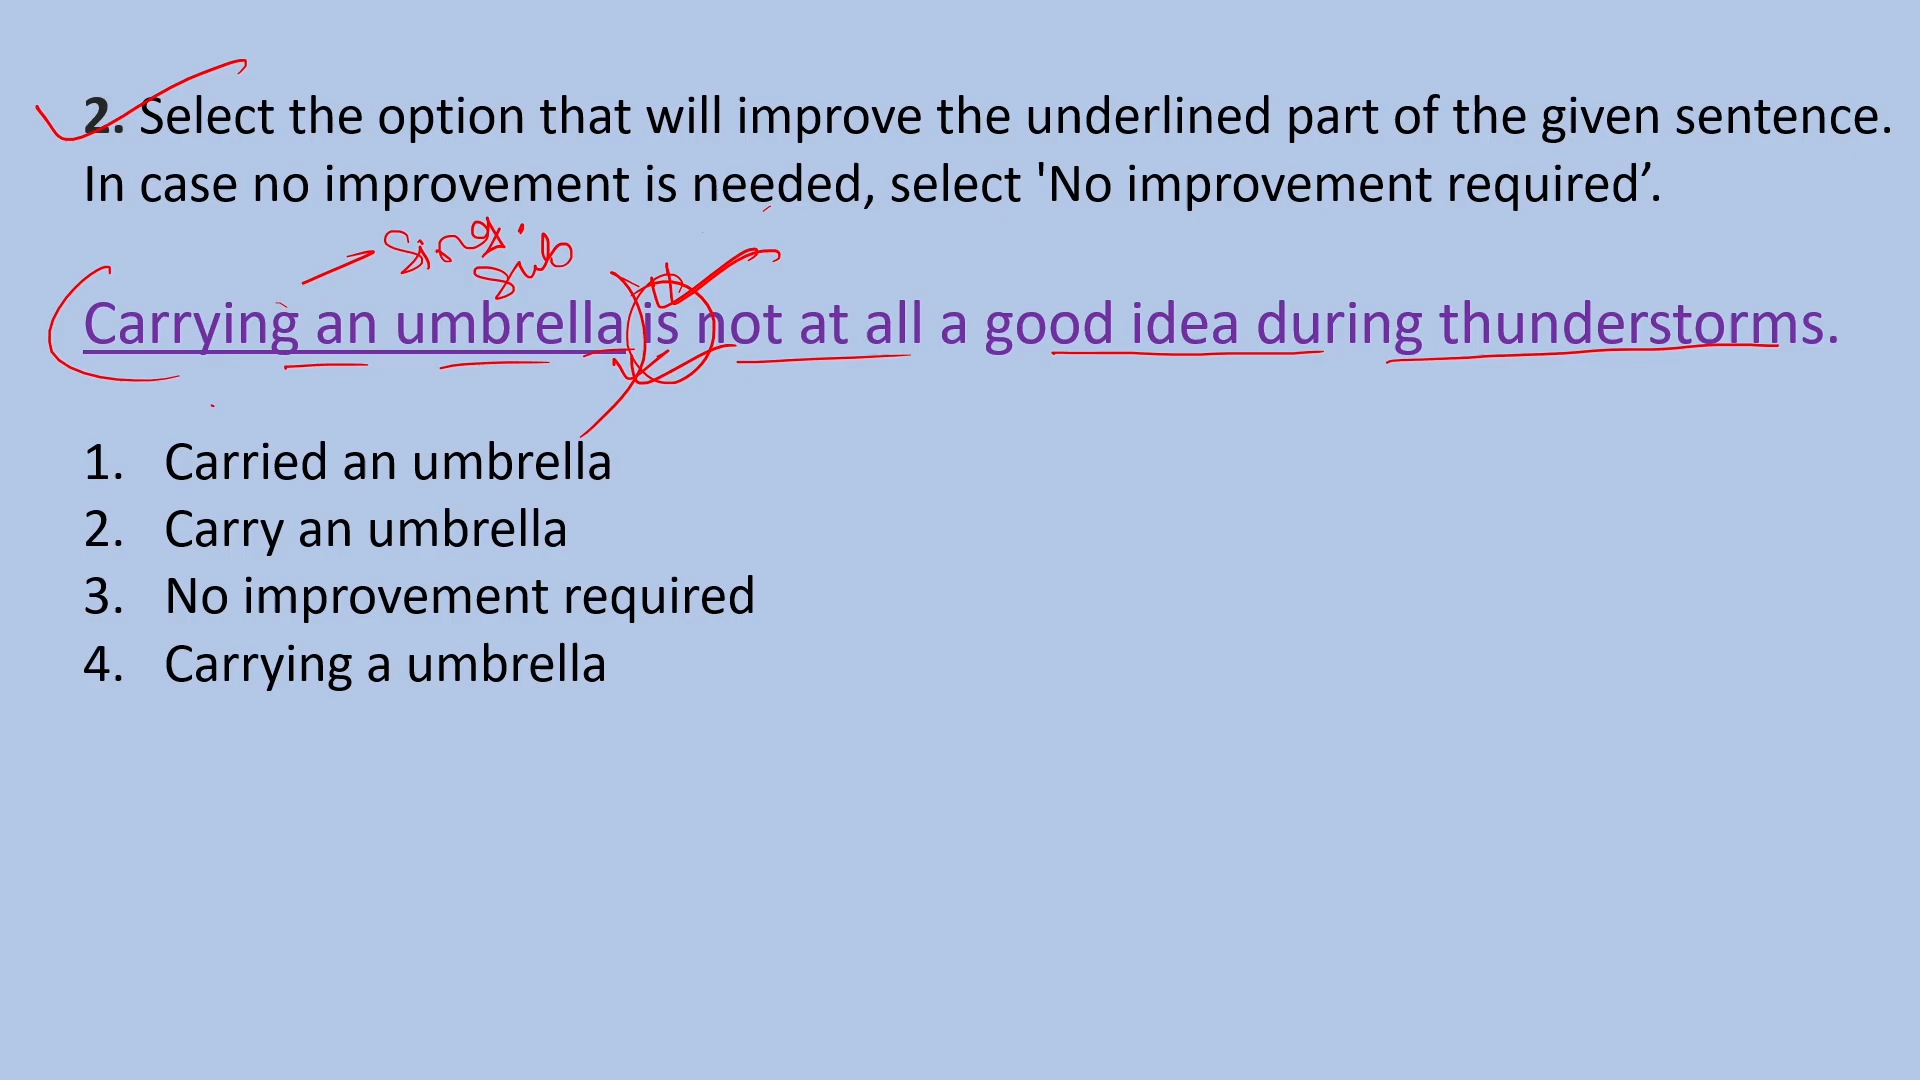 2. Select the option that will improve the underlined part of the given sentence.
In case no improvement is needed, select 'No improvement required’.
Sing.
Sub
Carrying an umbrella is not at all a good idea during thunderstorms.
1. Carried an umbrella
2. Carry an umbrella
3. No improvement required
4. Carrying a umbrella